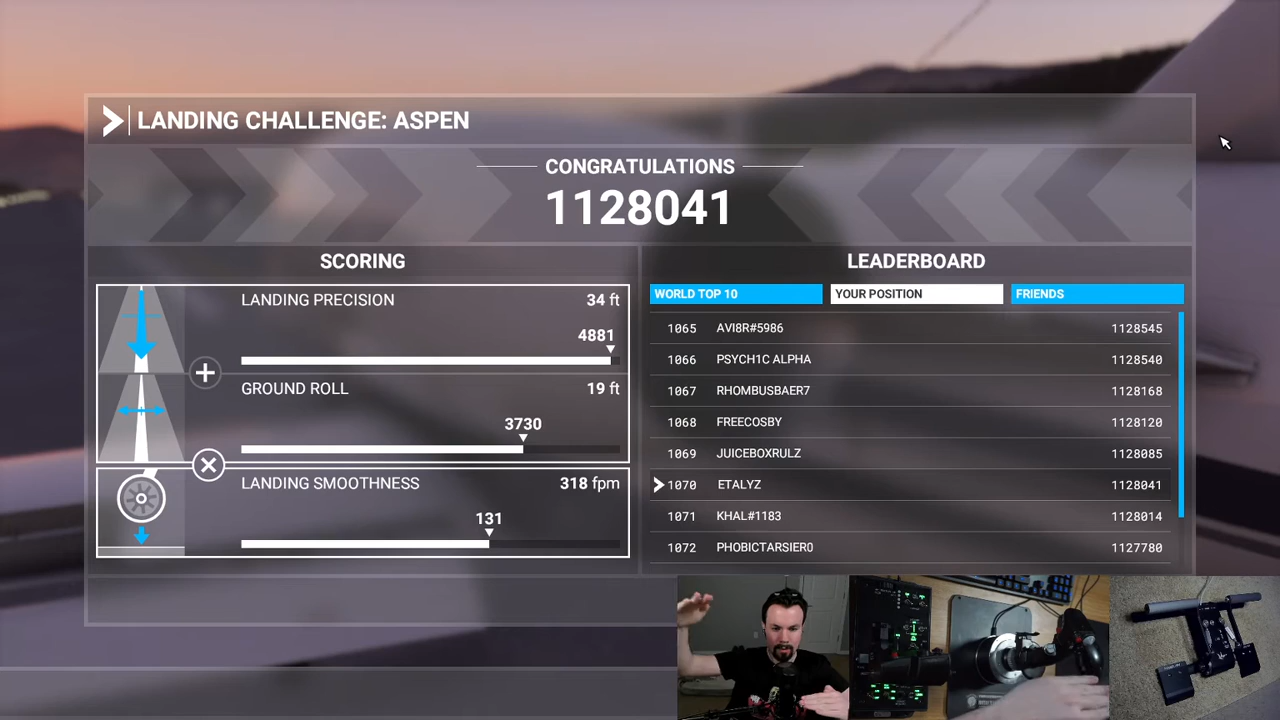 LANDING CHALLENGE: ASPEN
CONGRATULATIONS
1128041
SCORING
LANDING PRECISION 34 ft
4881
GROUND ROLL 19 ft
3730
LANDING SMOOTHNESS 318 fpm
131
LEADERBOARD
WORLD TOP 10 YOUR POSITION FRIENDS
1065 AVI8R#5986 1128545
1066 PSYCH1C ALPHA 1128540
1067 RHOMBUSBAER7 1128168
1068 FREECOSBY 1128120
1069 JUICEBOXRULZ 1128085
1070 ETALYZ 1128041
1071 KHAL#1183 1128014
1072 PHOBICTARSIER0 1127780